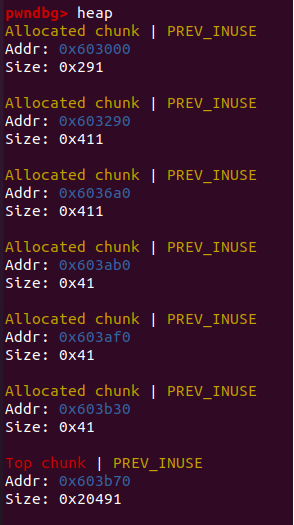 pwndbg> heap
Allocated chunk | PREV_INUSE
Addr: 0x603000
Size: 0x291
Allocated chunk | PREV_INUSE
Addr: 0x603290
Size: 0x411
Allocated chunk | PREV_INUSE
Addr: 0x6036a0
Size: 0x411
Allocated chunk | PREV_INUSE
Addr: 0x603ab0
Size: 0x41
Allocated chunk | PREV_INUSE
Addr: 0x603af0
Size: 0x41
Allocated chunk | PREV_INUSE
Addr: 0x603b30
Size: 0x41
Top chunk | PREV_INUSE
Addr: 0x603b70
Size: 0x20491